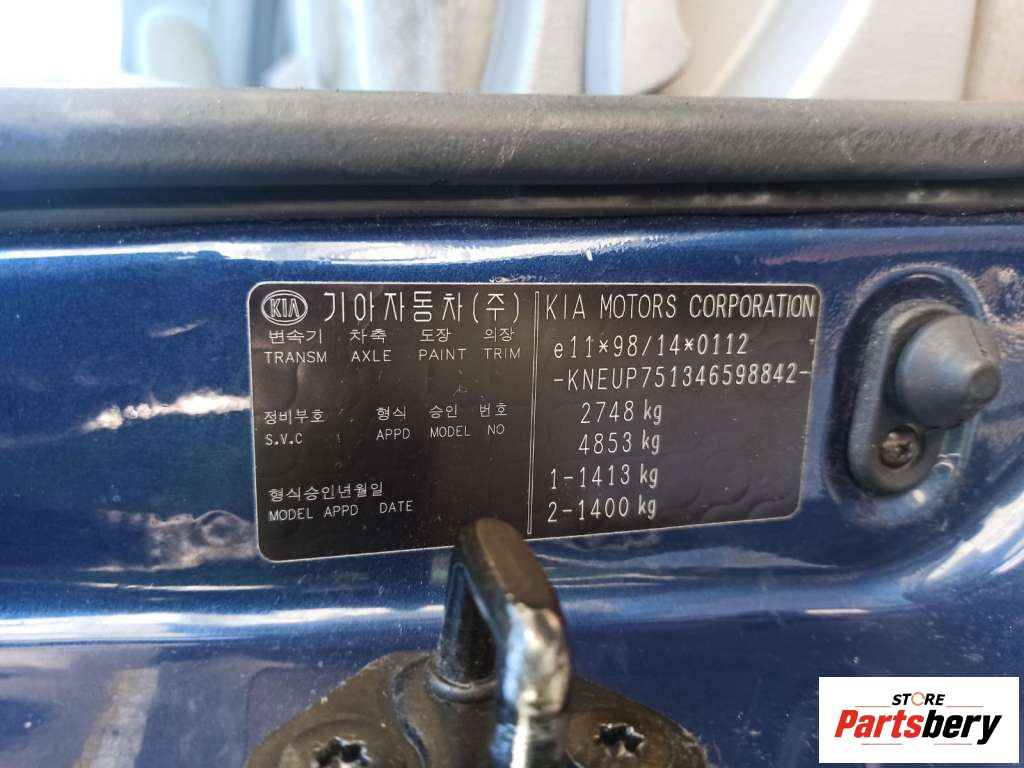 KIA 기아자동차(주)
변속기 차축 도장 의장
TRANSM AXLE PAINT TRIM
정비부호 형식 승인 번호
S.V.C APPD MODEL NO
형식승인년월일
MODEL APPD DATE
KIA MOTORS CORPORATION
e11*98/14*0112
-KNEUP751346598842-
2748 kg
4853 kg
1-1413 kg
2-1400 kg
STORE
Partsbery